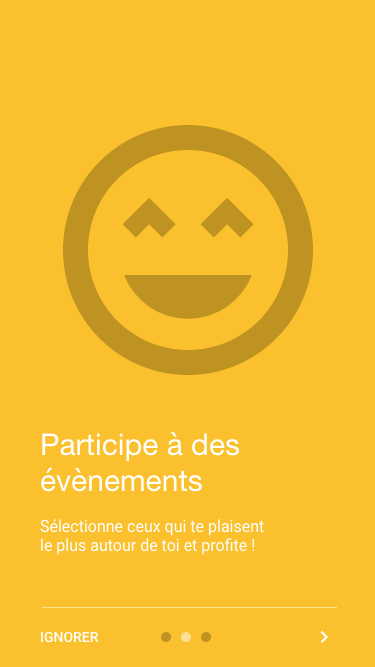 Participe à des
évènements
Sélectionne ceux qui te plaisent
le plus autour de toi et profite !
IGNORER